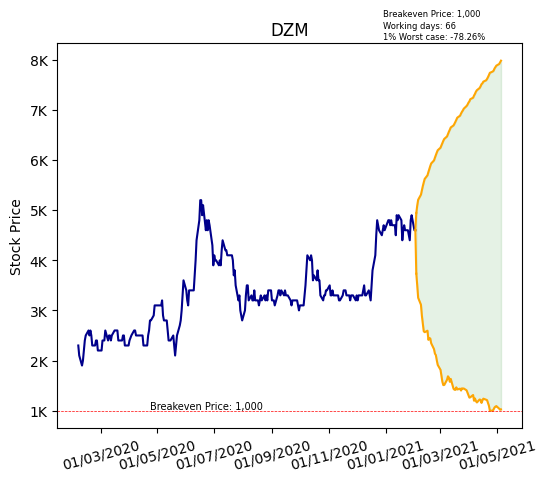 Breakeven Price: 1,000
Working days: 66
1% Worst case: -78.26%
DZM
8K
7K
6K
5K
4K
3K
2K
1K
Stock Price
Breakeven Price: 1,000
01/03/2020
01/05/2020
01/07/2020
01/09/2020
01/11/2020
01/01/2021
01/03/2021
01/05/2021